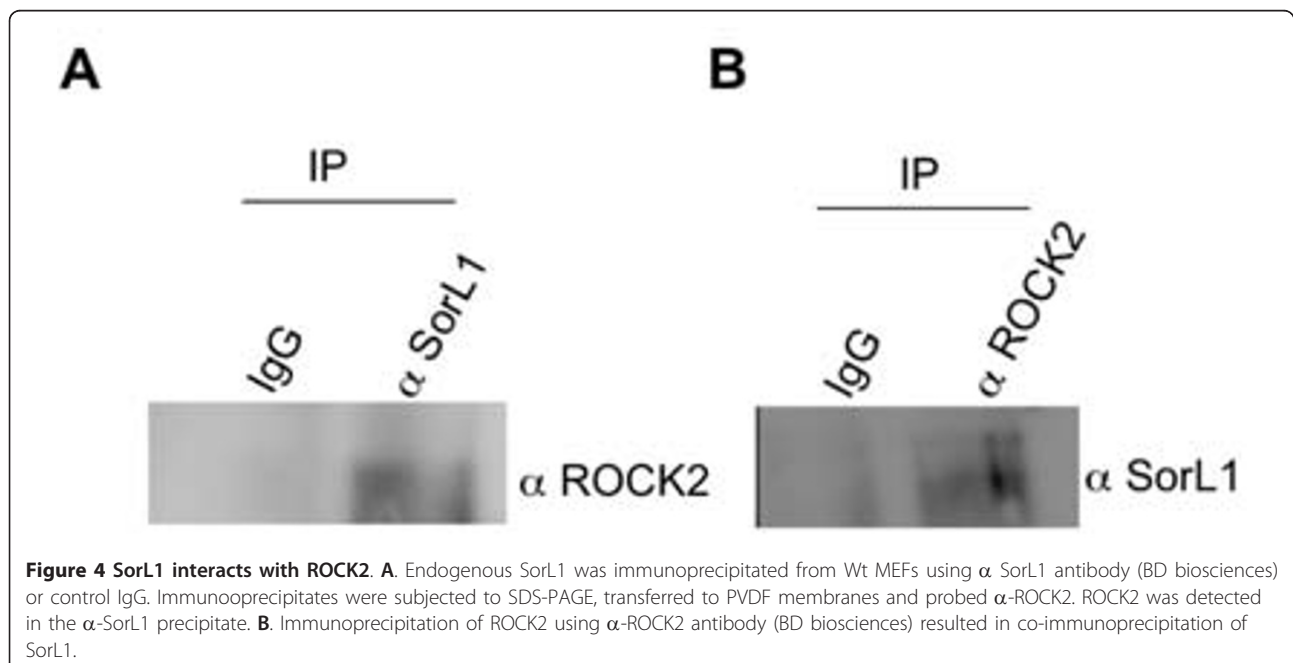 A
B
IP
IP
IgG
α SorL1
IgG
α ROCK2
α ROCK2
α SorL1
Figure 4 SorL1 interacts with ROCK2. A. Endogenous SorL1 was immunoprecipitated from Wt MEFs using α SorL1 antibody (BD biosciences)
or control IgG. Immunooprecipitates were subjected to SDS-PAGE, transferred to PVDF membranes and probed α-ROCK2. ROCK2 was detected
in the α-SorL1 precipitate. B. Immunoprecipitation of ROCK2 using α-ROCK2 antibody (BD biosciences) resulted in co-immunoprecipitation of
SorL1.